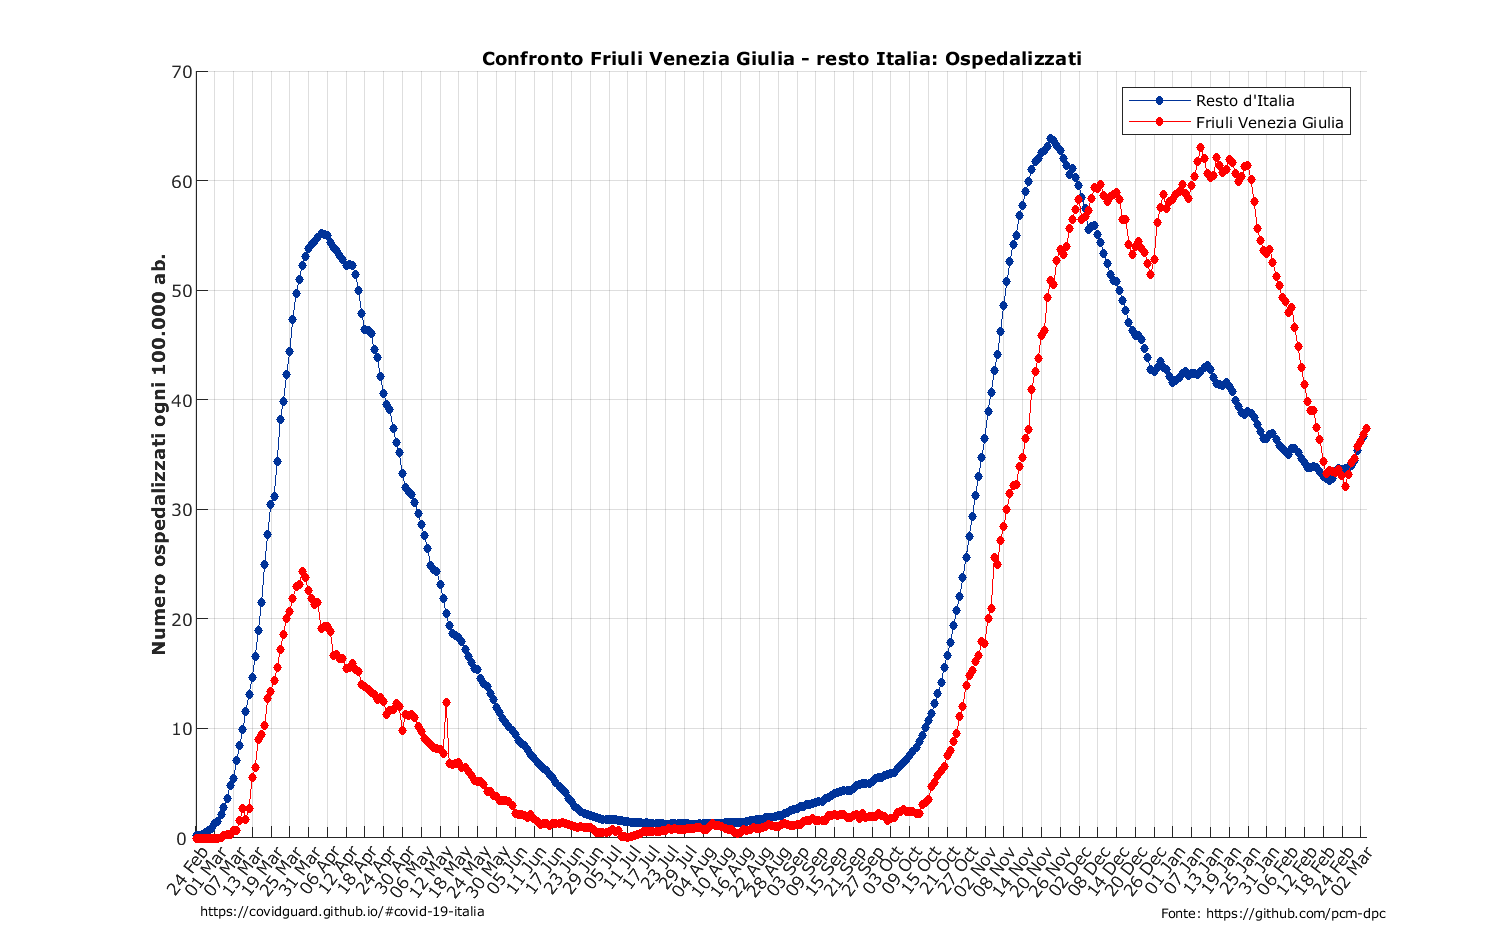 Confronto Friuli Venezia Giulia - resto Italia: Ospedalizzati
Resto d'Italia
Friuli Venezia Giulia
Numero ospedalizzati ogni 100.000 ab.
70
60
50
40
30
20
10
0
24 Feb
01 Mar
07 Mar
13 Mar
19 Mar
25 Mar
31 Mar
06 Apr
12 Apr
18 Apr
24 Apr
30 Apr
06 May
12 May
18 May
24 May
30 May
05 Jun
11 Jun
17 Jun
23 Jun
29 Jun
05 Jul
11 Jul
17 Jul
23 Jul
29 Jul
04 Aug
10 Aug
16 Aug
22 Aug
28 Aug
03 Sep
09 Sep
15 Sep
21 Sep
27 Sep
03 Oct
09 Oct
15 Oct
21 Oct
27 Oct
02 Nov
08 Nov
14 Nov
20 Nov
26 Nov
02 Dec
08 Dec
14 Dec
20 Dec
26 Dec
01 Jan
07 Jan
13 Jan
19 Jan
25 Jan
31 Jan
06 Feb
12 Feb
18 Feb
24 Feb
02 Mar
https://covidguard.github.io/#covid-19-italia
Fonte: https://github.com/pcm-dpc